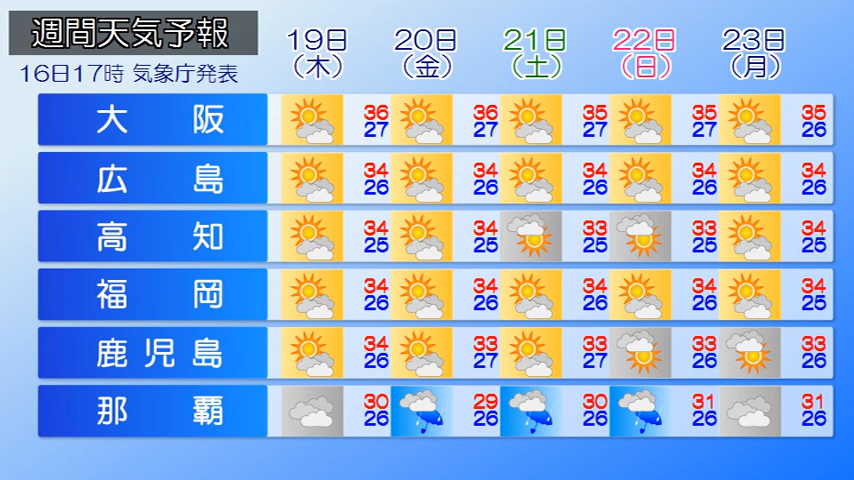 週間天気予報
16日17時 気象庁発表
19日 20日 21日 22日 23日
（木） （金） （土） （日） （月）
大阪 36 27 36 27 35 27 35 27 35 26
広島 34 26 34 26 34 26 34 26 34 26
高知 34 25 34 25 33 25 33 25 34 25
福岡 34 26 34 26 34 26 34 26 34 25
鹿児島 34 26 33 27 33 27 33 26 33 26
那覇 30 26 29 26 30 26 31 26 31 26